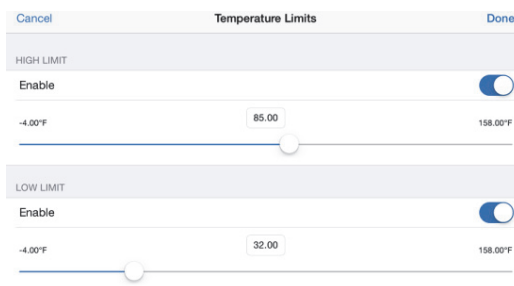 Cancel Temperature Limits Done
HIGH LIMIT
Enable
-4.00°F 85.00 158.00°F
LOW LIMIT
Enable
-4.00°F 32.00 158.00°F